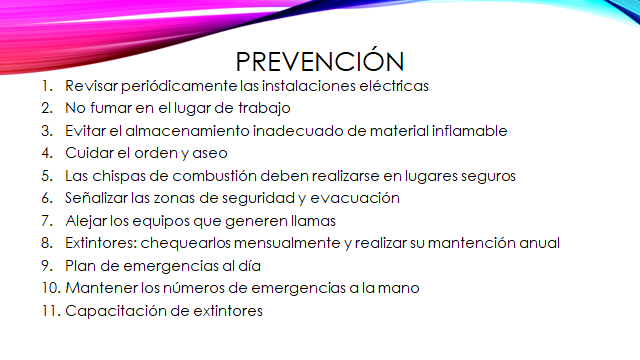 PREVENCIÓN
1. Revisar periódicamente las instalaciones eléctricas
2. No fumar en el lugar de trabajo
3. Evitar el almacenamiento inadecuado de material inflamable
4. Cuidar el orden y aseo
5. Las chispas de combustión deben realizarse en lugares seguros
6. Señalizar las zonas de seguridad y evacuación
7. Alejar los equipos que generen llamas
8. Extintores: chequearlos mensualmente y realizar su mantención anual
9. Plan de emergencias al día
10. Mantener los números de emergencias a la mano
11. Capacitación de extintores